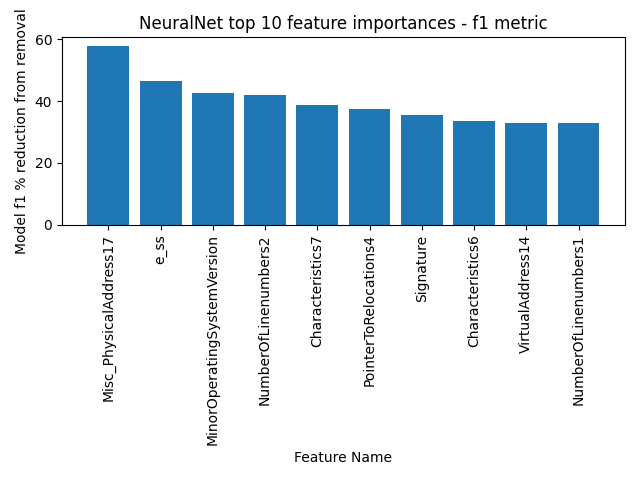 NeuralNet top 10 feature importances - f1 metric
Model f1 % reduction from removal
60
40
20
0
Misc_PhysicalAddress17
e_ss
MinorOperatingSystemVersion
NumberOfLinenumbers2
Characteristics7
PointerToRelocations4
Signature
Characteristics6
VirtualAddress14
NumberOfLinenumbers1
Feature Name